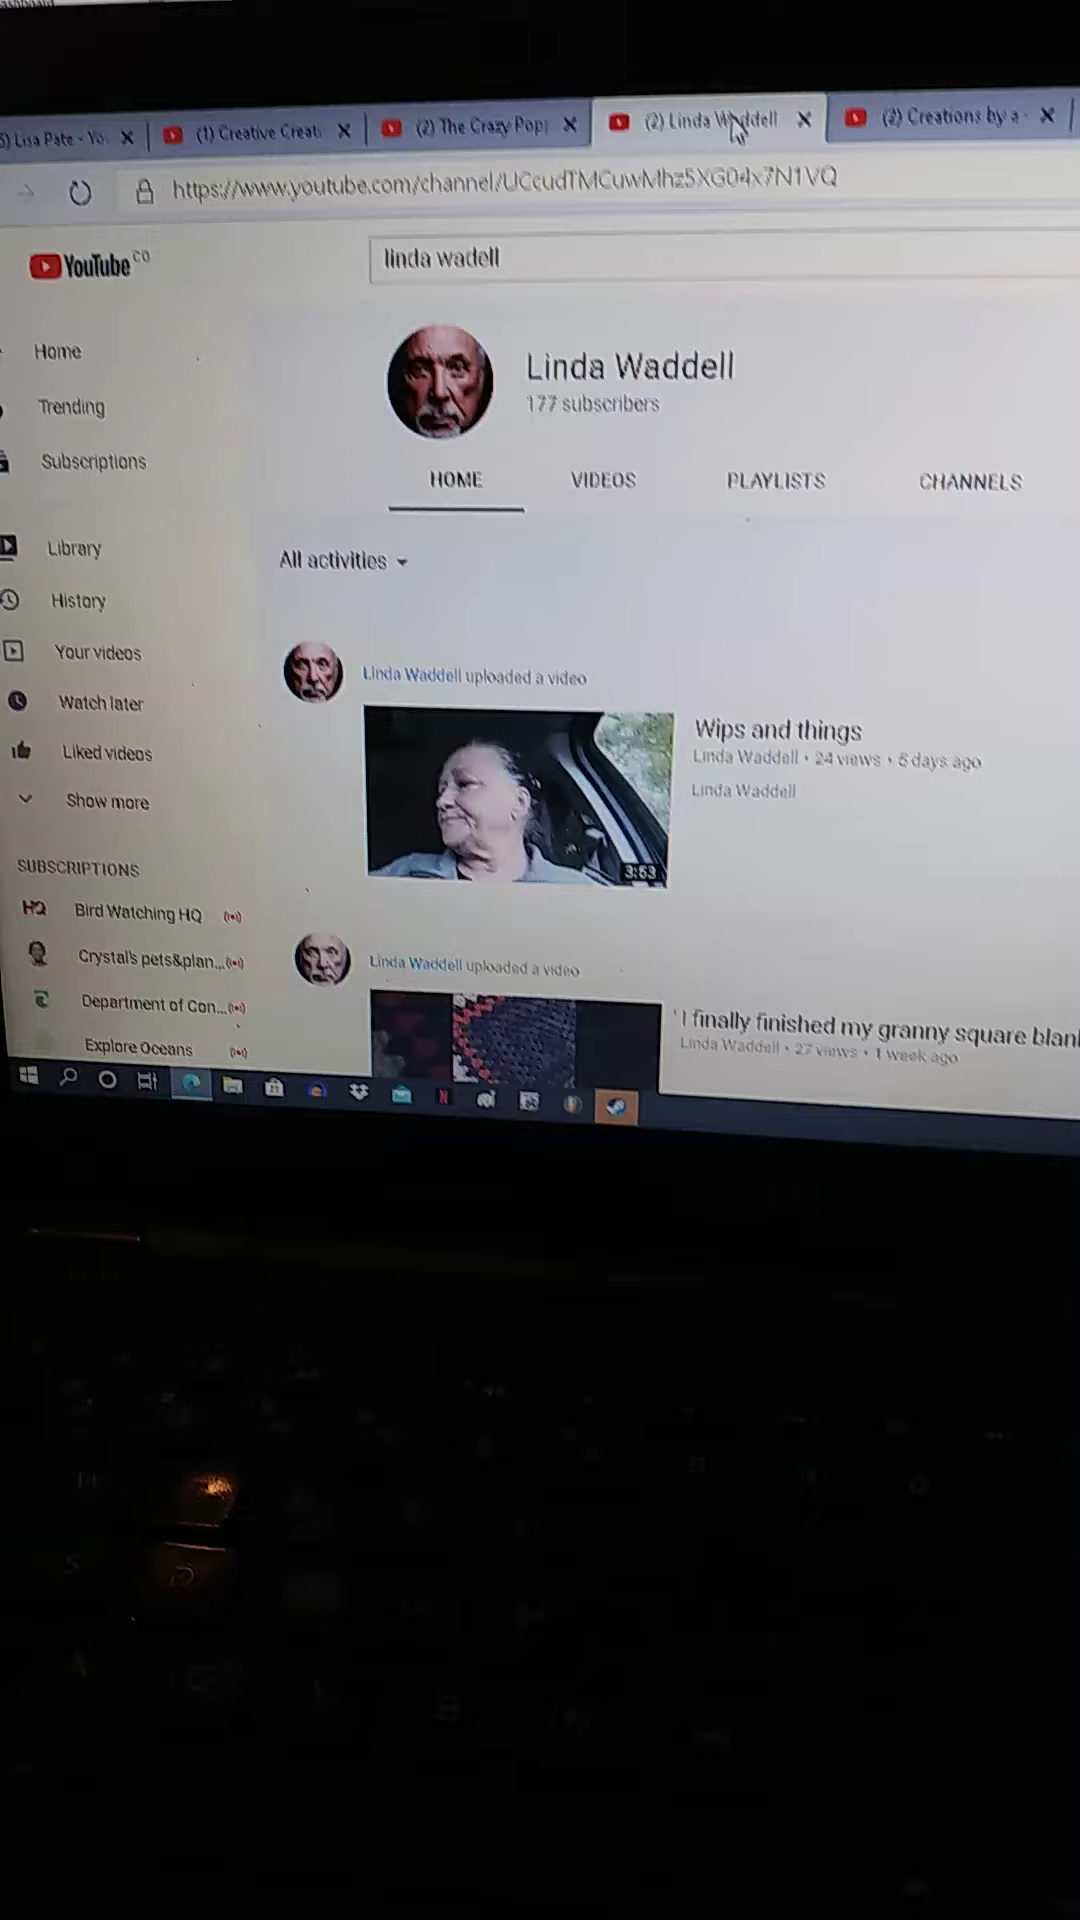 Lisa Pate - Yo
(1) Creative Creati
(2) The Crazy Popp
(2) Linda Waddell
(2) Creations by a
https://www.youtube.com/channel/UCcudTMCuwMhz5XG04x7N1VQ
YouTube CO
linda wadell
Home
Trending
Subscriptions
Library
History
Your videos
Watch later
Liked videos
Show more
SUBSCRIPTIONS
HQ Bird Watching HQ
Crystal's pets&plan...
Department of Con...
Explore Oceans
Linda Waddell
177 subscribers
HOME VIDEOS PLAYLISTS CHANNELS
All activities
Linda Waddell uploaded a video
Wips and things
Linda Waddell • 24 views • 5 days ago
Linda Waddell
3:53
Linda Waddell uploaded a video
I finally finished my granny square blan
Linda Waddell • 27 views • 1 week ago
N
S
D